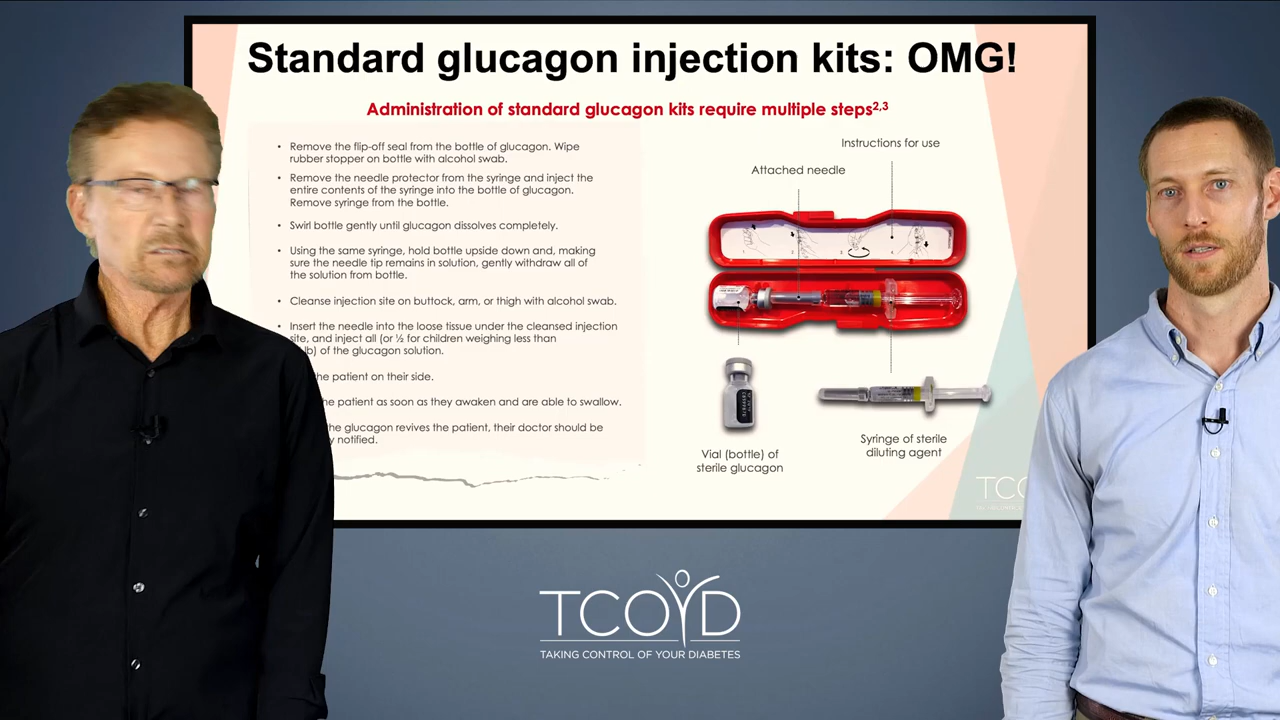 Standard glucagon injection kits: OMG!
Administration of standard glucagon kits require multiple steps2,3
• Remove the flip-off seal from the bottle of glucagon. Wipe
rubber stopper on bottle with alcohol swab.
• Remove the needle protector from the syringe and inject the
entire contents of the syringe into the bottle of glucagon.
Remove syringe from the bottle.
• Swirl bottle gently until glucagon dissolves completely.
• Using the same syringe, hold bottle upside down and, making
sure the needle tip remains in solution, gently withdraw all of
the solution from bottle.
• Cleanse injection site on buttock, arm, or thigh with alcohol swab.
• Insert the needle into the loose tissue under the cleansed injection
site, and inject all (or ½ for children weighing less than
lb) of the glucagon solution.
the patient on their side.
the patient as soon as they awaken and are able to swallow.
the glucagon revives the patient, their doctor should be
notified.
Instructions for use
Attached needle
Vial (bottle) of
sterile glucagon
Syringe of sterile
diluting agent
TCO
TCOYD
TAKING CONTROL OF YOUR DIABETES